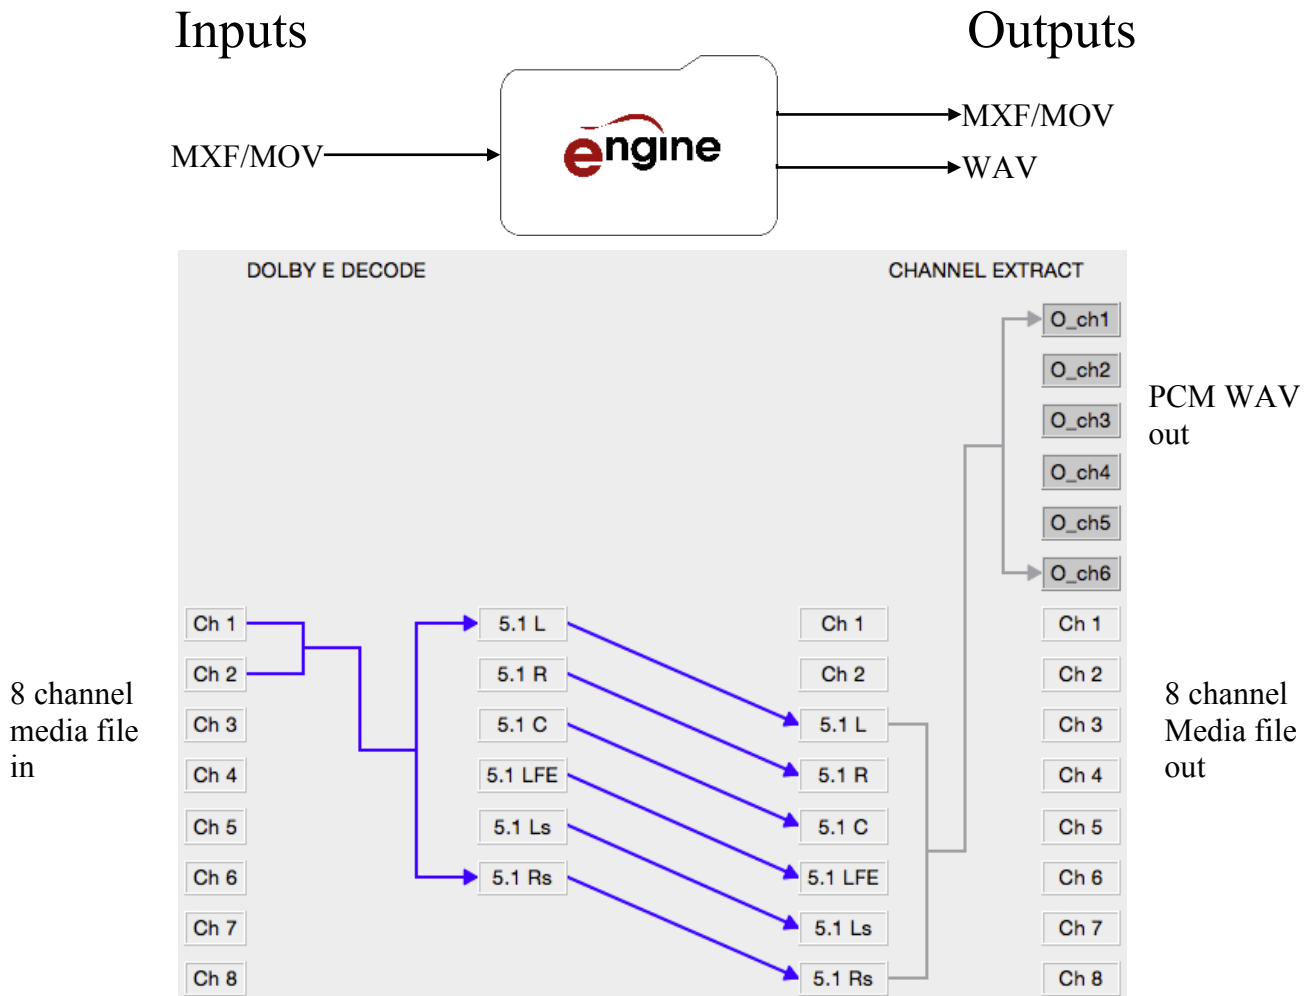 Inputs
Outputs
MXF/MOV
engine
MXF/MOV
WAV
DOLBY E DECODE
CHANNEL EXTRACT
O_ch1
O_ch2
O_ch3
O_ch4
O_ch5
O_ch6
PCM WAV
out
8 channel
media file
in
Ch 1
Ch 2
Ch 3
Ch 4
Ch 5
Ch 6
Ch 7
Ch 8
5.1 L
5.1 R
5.1 C
5.1 LFE
5.1 Ls
5.1 Rs
Ch 1
Ch 2
5.1 L
5.1 R
5.1 C
5.1 LFE
5.1 Ls
5.1 Rs
Ch 1
Ch 2
Ch 3
Ch 4
Ch 5
Ch 6
Ch 7
Ch 8
8 channel
Media file
out